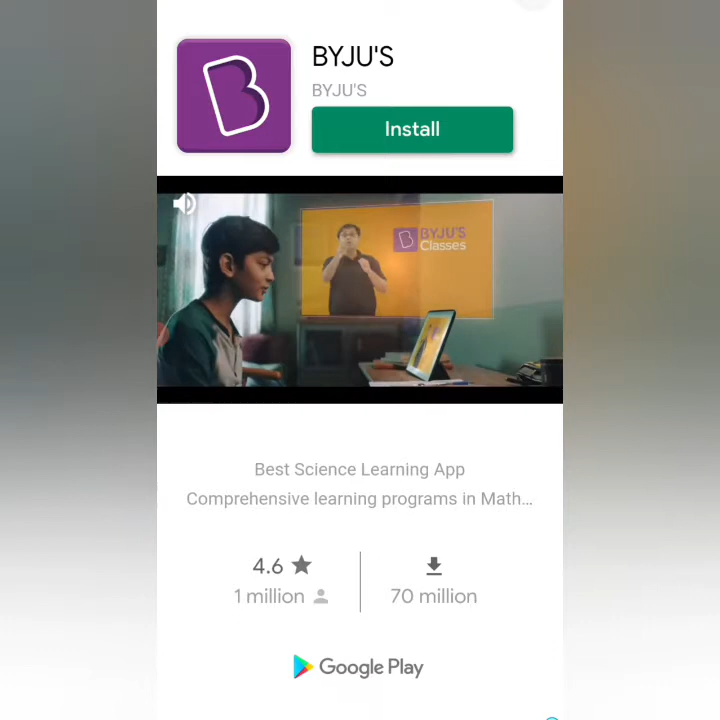 BYJU'S
BYJU'S
Install
BYJU'S
Classes
Best Science Learning App
Comprehensive learning programs in Math...
4.6
1 million
70 million
Google Play